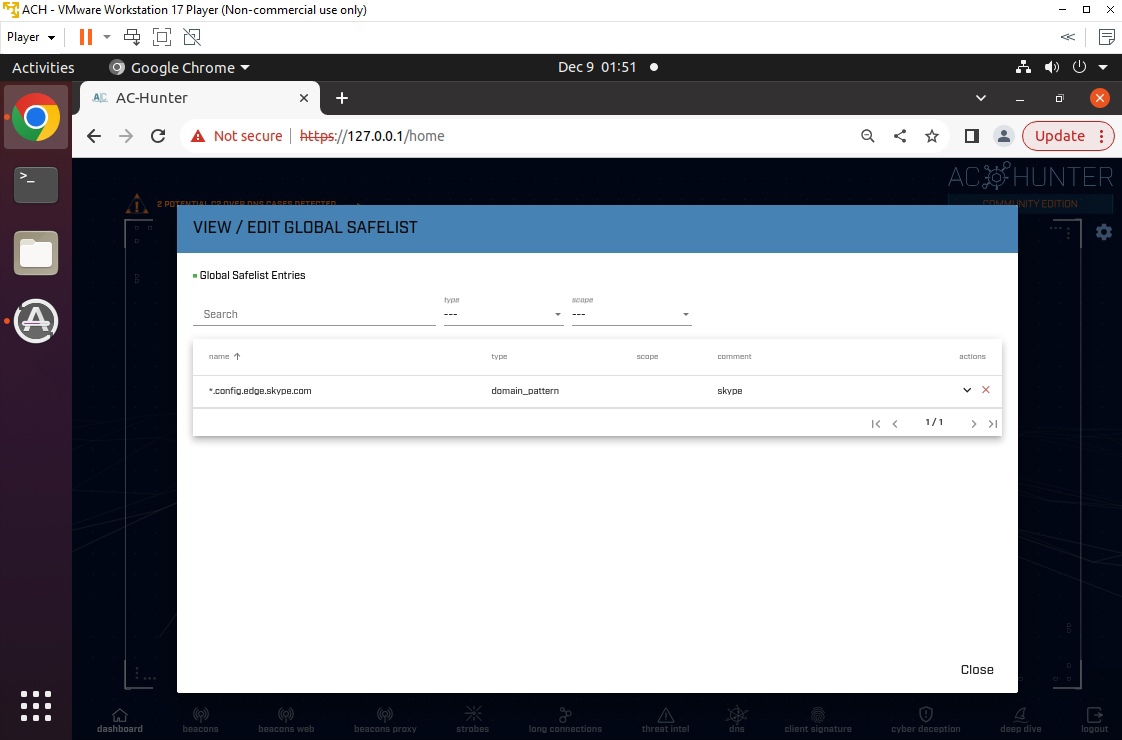 ACH - VMware Workstation 17 Player (Non-commercial use only)
Player
Activities
Google Chrome
Dec 9 01:51
AC-Hunter
Not secure
https://127.0.0.1/home
Update
AC HUNTER
COMMUNITY EDITION
2 POTENTIAL C2 OVER DNS CASES DETECTED
VIEW / EDIT GLOBAL SAFELIST
Global Safelist Entries
Search
type
---
scope
---
name type scope comment actions
*.config.edge.skype.com domain_pattern skype
1 / 1
Close
dashboard beacons beacons web beacons proxy strobes long connections threat intel dns client signature cyber deception deep dive logout